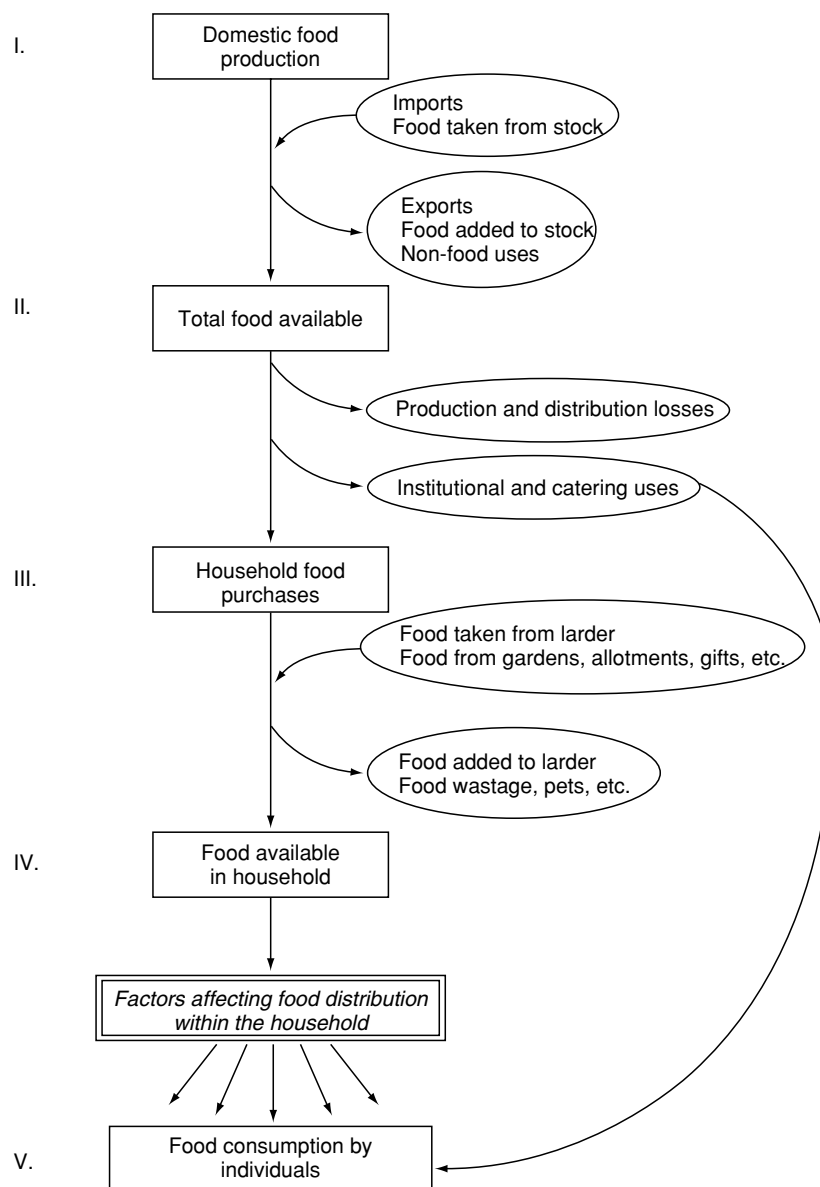 I.
Domestic food
production
Imports
Food taken from stock
Exports
Food added to stock
Non-food uses
II.
Total food available
Production and distribution losses
Institutional and catering uses
III.
Household food
purchases
Food taken from larder
Food from gardens, allotments, gifts, etc.
Food added to larder
Food wastage, pets, etc.
IV.
Food available
in household
Factors affecting food distribution
within the household
V.
Food consumption by
individuals